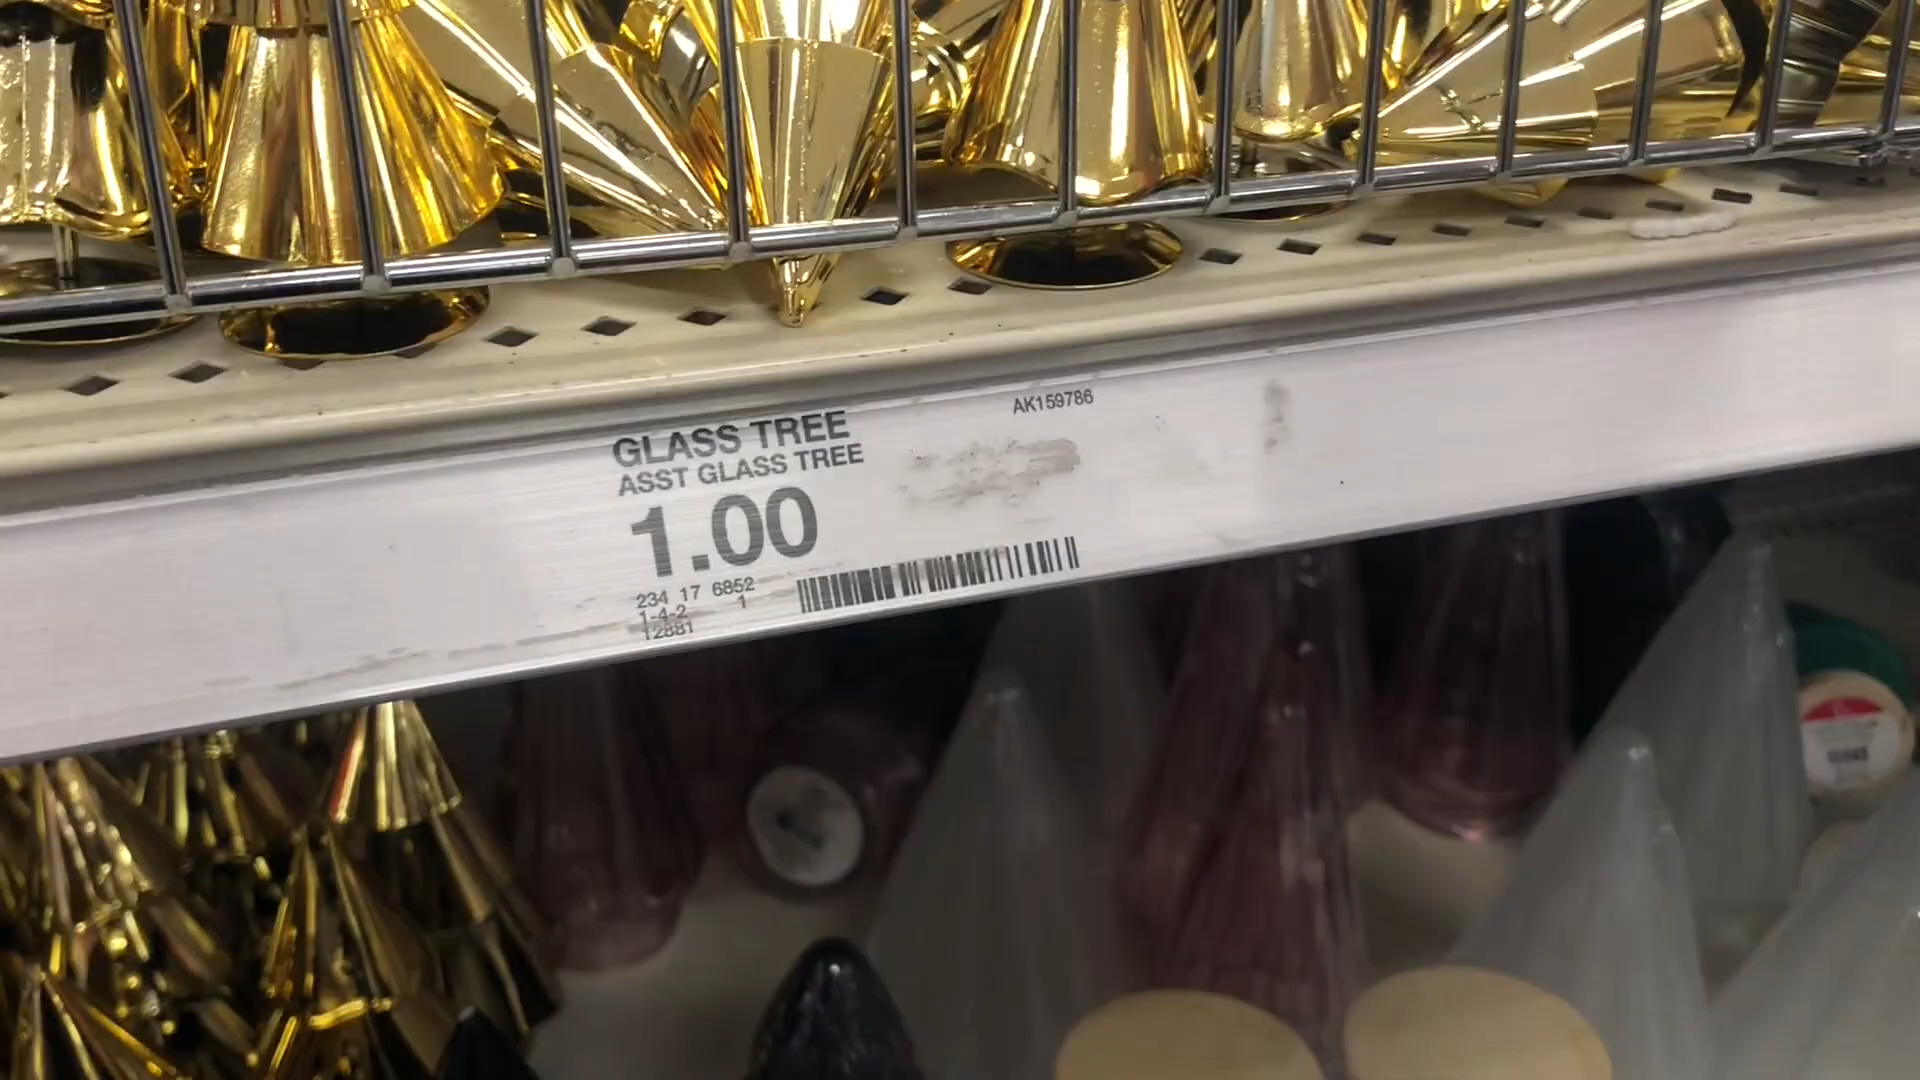 GLASS TREE
AK159786
ASST GLASS TREE
1.00
234 17 6852
1-4-2 1
12881